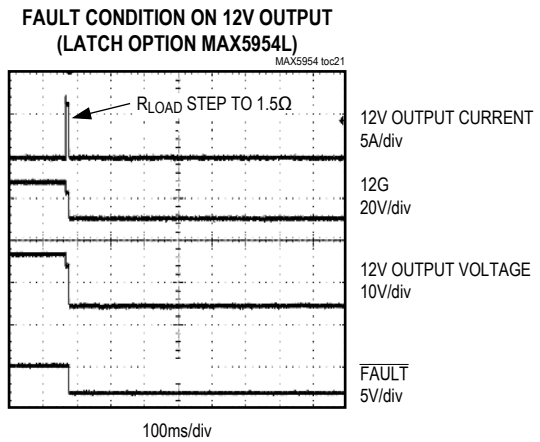 FAULT CONDITION ON 12V OUTPUT
(LATCH OPTION MAX5954L)
MAX5954 toc21
RLOAD STEP TO 1.5Ω
12V OUTPUT CURRENT
5A/div
12G
20V/div
12V OUTPUT VOLTAGE
10V/div
FAULT
5V/div
100ms/div